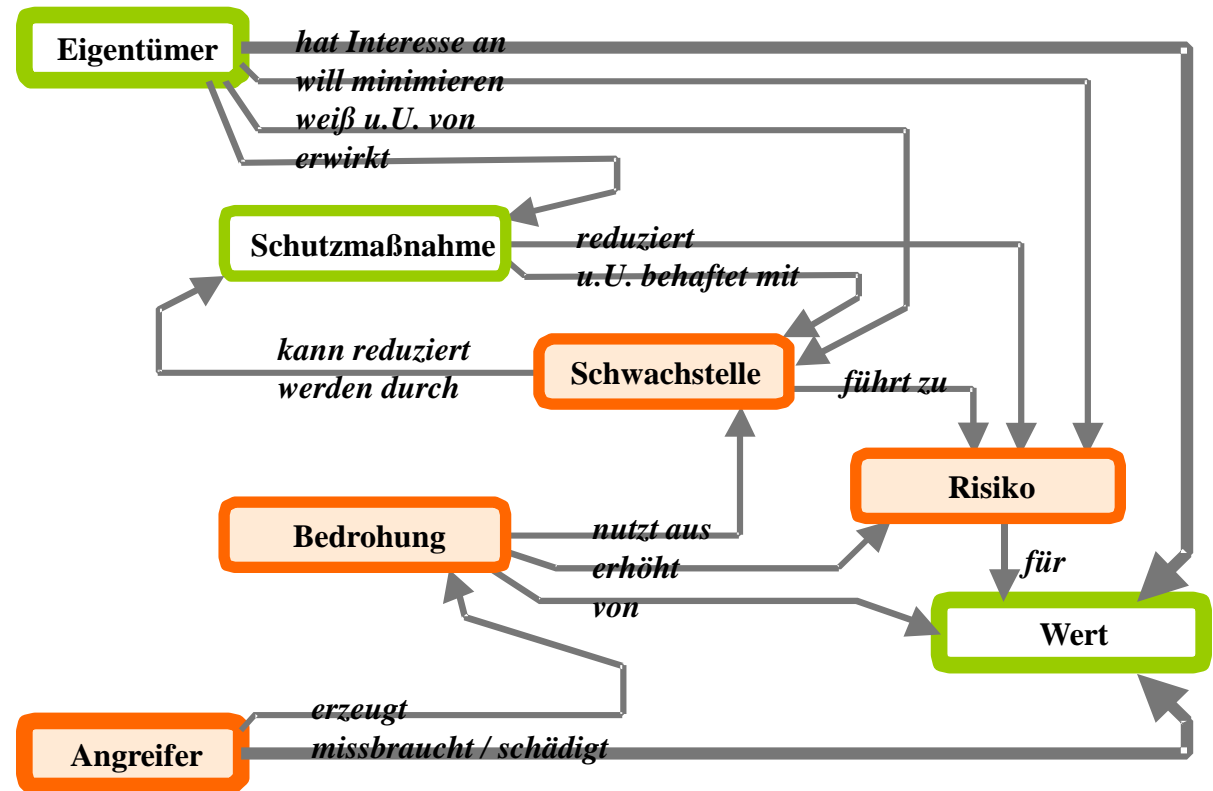 Eigentümer
hat Interesse an
will minimieren
weiß u.U. von
erwirkt
Schutzmaßnahme
reduziert
u.U. behaftet mit
kann reduziert
werden durch
Schwachstelle
führt zu
Risiko
Bedrohung
nutzt aus
erhöht
von
für
Wert
erzeugt
missbraucht / schädigt
Angreifer